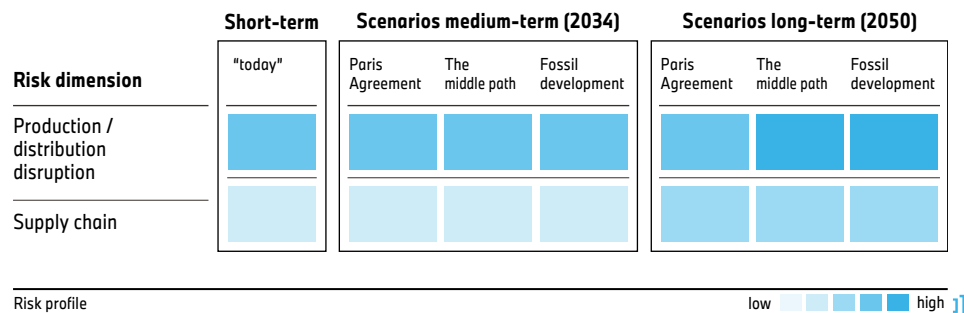 Short-term Scenarios medium-term (2034) Scenarios long-term (2050)
Risk dimension "today" Paris Agreement The middle path Fossil development Paris Agreement The middle path Fossil development
Production / 
distribution
disruption
Supply chain
Risk profile low high